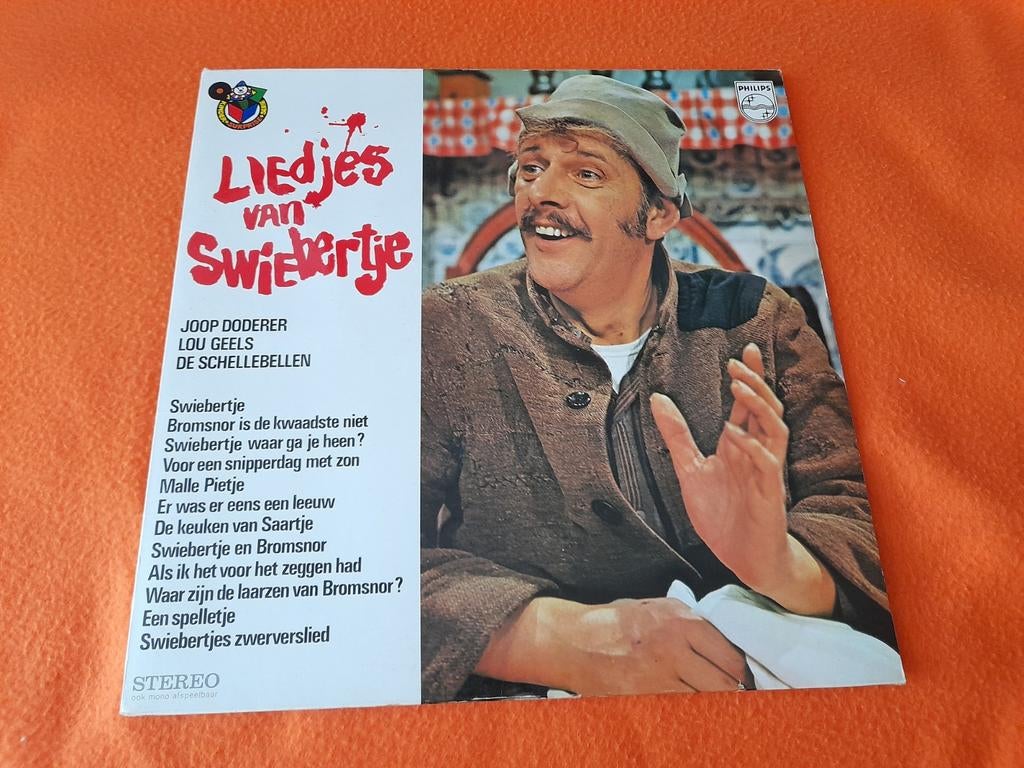 PHILIPS
LIEdjes
VAN
SWIEbertje
JOOP DODERER
LOU GEELS
DE SCHELLEBELLEN
Swiebertje
Bromsnor is de kwaadste niet
Swiebertje waar ga je heen?
Voor een snipperdag met zon
Malle Pietje
Er was er eens een leeuw
De keuken van Saartje
Swiebertje en Bromsnor
Als ik het voor het zeggen had
Waar zijn de laarzen van Bromsnor?
Een spelletje
Swiebertjes zwerverslied
STEREO
ook mono afspeelbaar